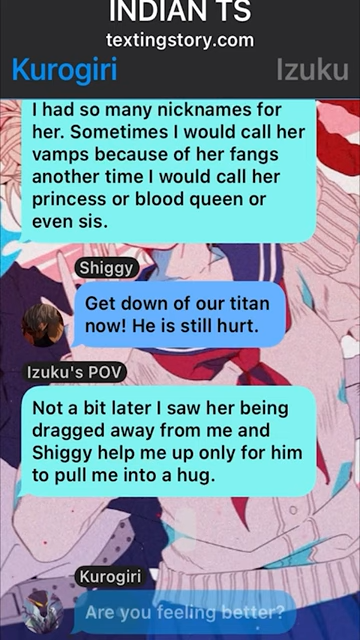 INDIAN TS
textingstory.com
Kurogiri
Izuku
I had so many nicknames for
her. Sometimes I would call her
vamps because of her fangs
another time I would call her
princess or blood queen or
even sis.
Shiggy
Get down of our titan
now! He is still hurt.
Izuku's POV
Not a bit later I saw her being
dragged away from me and
Shiggy help me up only for him
to pull me into a hug.
Kurogiri
Are you feeling better?